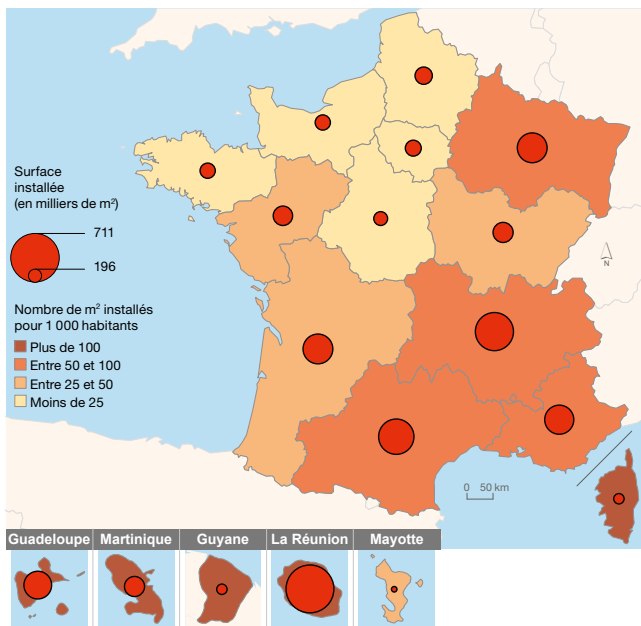 Surface
installée
(en milliers de m²)
711
196
Nombre de m² installés
pour 1 000 habitants
Plus de 100
Entre 50 et 100
Entre 25 et 50
Moins de 25
N
0 50 km
Guadeloupe Martinique Guyane La Réunion Mayotte